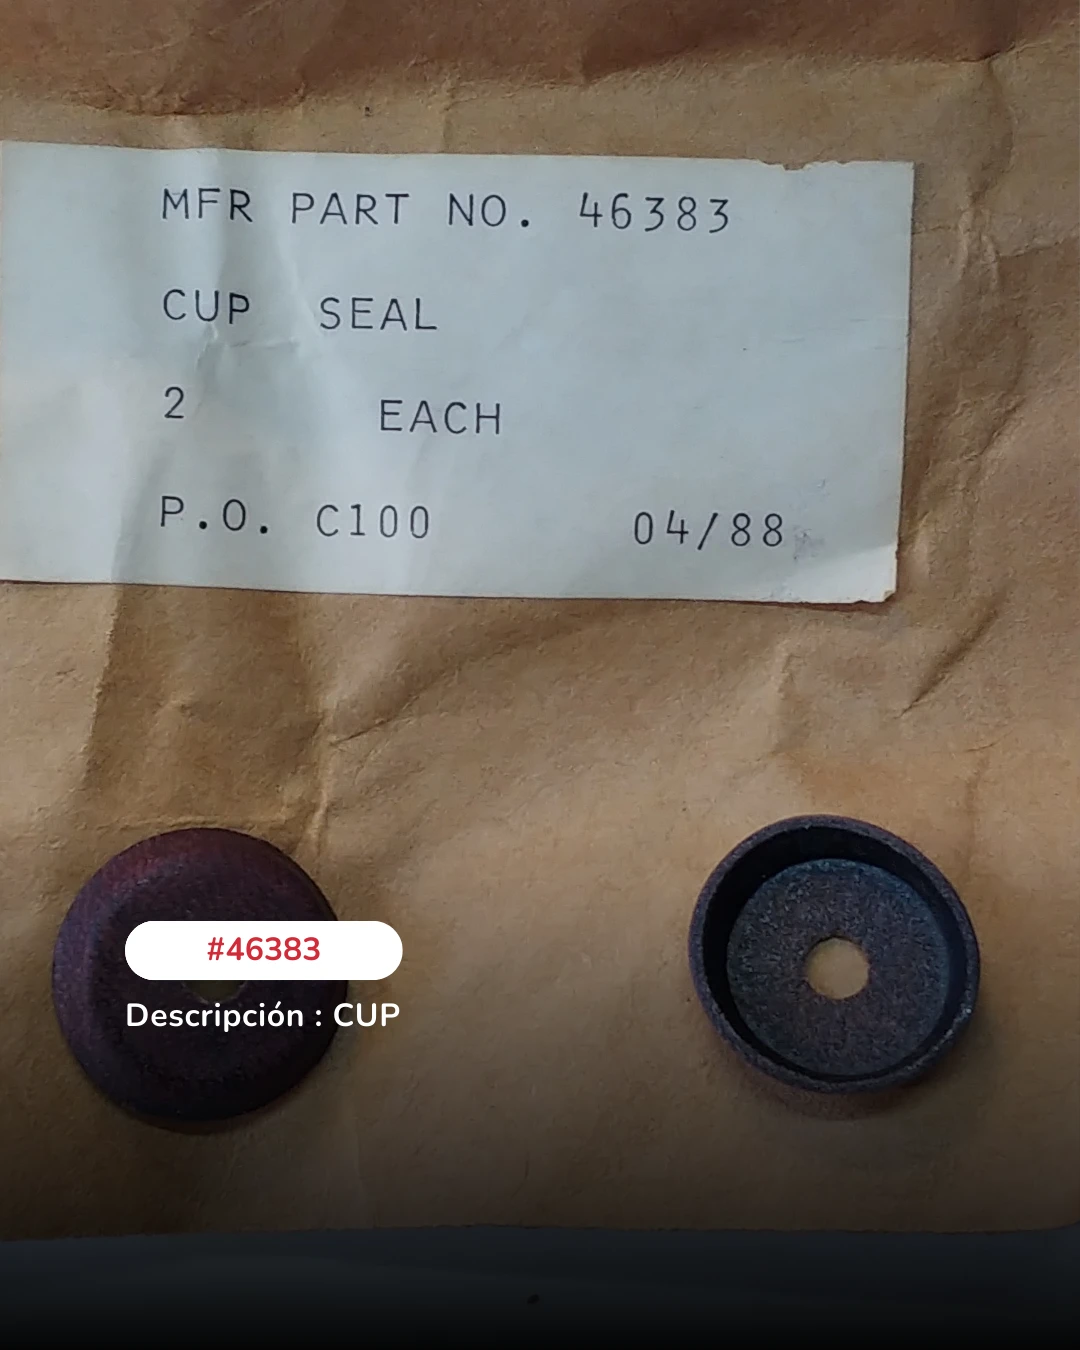 MFR PART NO. 46383
CUP SEAL
2 EACH
P.O. C100 04/88
#46383
Descripción : CUP